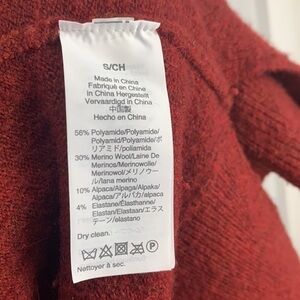 S/CH
Made in China
Fabriqué en Chine
in China Hergestellt
Vervaardigd in China
中国製
Hecho en China
56% Polyamide/Polyamide/
Polyamid/Polyamide/ポ
リアミド/poliamida
30% Merino Wool/Laine De
Merinos/Merinowolle/
Merinowol/メリノウー
ル/lana merino
10% Alpaca/Alpaga/Alpaka/
Alpaca/アルパカ/alpaca
4% Elastane/Élasthanne/
Elastan/Elastaan/エラス
テーン/elastano
Dry clean.
P
Nettoyer à sec.